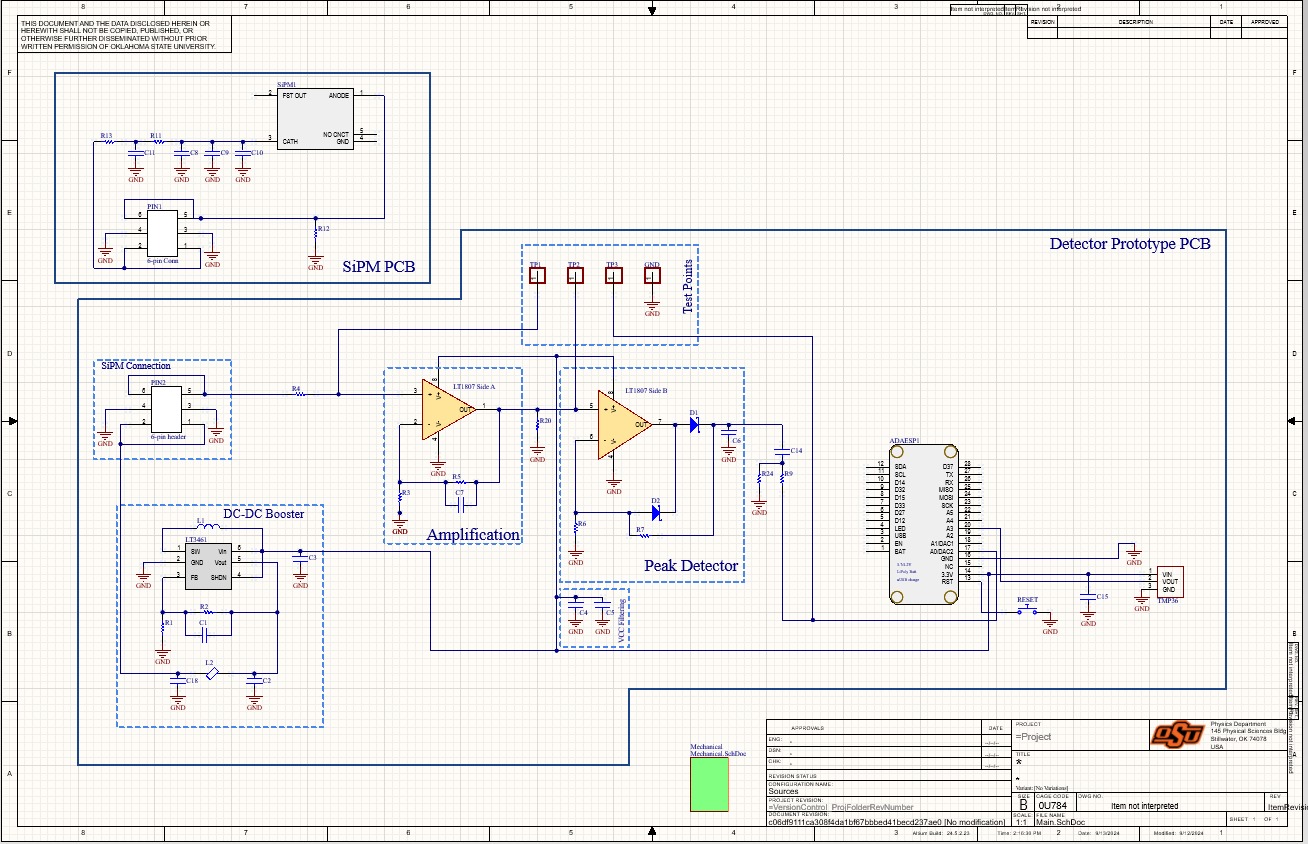 8 7 6 5 4 3 2 1
THIS DOCUMENT AND THE DATA DISCLOSED HEREIN OR
HEREWITH SHALL NOT BE COPIED, PUBLISHED, OR
OTHERWISE FURTHER DISSEMINATED WITHOUT PRIOR
WRITTEN PERMISSION OF OKLAHOMA STATE UNIVERSITY.
REVISION DESCRIPTION DATE APPROVED
F F
SiPM1
2 FST OUT ANODE 1
NO CNCT 5
3 CATH GND 4
R13 R11
C11 C8 C9 C10
GND GND GND GND
E E
PIN1
6 5
4 3
2 1
6-pin Conn
GND GND
R12
GND
SiPM PCB
Detector Prototype PCB
TP1 TP2 TP3 GND
1 1 1 1
GND
Test Points
D D
SiPM Connection
PIN2
6 5
4 3
2 1
6-pin header
GND GND
R4
LT1807 Side A
3 8 V+ OUT 1
2 V- 4
GND
R5
C7
R3
GND
Amplification
R20
GND
LT1807 Side B
5 8 V+ OUT 7
6 V- 4
GND
D1
C6
GND
D2
R6
R7
GND
Peak Detector
C14
R24 R9
GND
C C
ADAESP1
12 SDA D37 28
11 SCL TX 27
10 D14 RX 26
9 D32 MISO 25
8 D15 MOSI 24
7 D33 SCK 23
6 D27 A5 22
5 D12 A4 21
4 LED A3 20
3 USB A2 19
2 EN A1/DAC1 18
1 BAT A0/DAC2 17
GND 16
NC 15
3.3V 14
RST 13
GND
DC-DC Booster
L1
LT3461
1 SW Vin 6
2 GND Vout 5
3 FB SHDN 4
GND
C3
GND
R2
C1
R1
GND
L2
C18 C2
GND GND
C4 C5
GND GND
VCC Filtering
RESET
GND
C15
GND
1 VIN
2 VOUT
3 GND
GND
TMP36
B B
A A
Mechanical
Mechanical.SchDoc
APPROVALS DATE
ENG: *
DSN: *
CHK: *
REVISION STATUS
CONFIGURATION NAME:
Sources
PROJECT REVISION:
=VersionControl_ProjFolderRevNumber
DOCUMENT REVISION:
c06df9111ca308f4da1bf67bbbed41becd237ae0 [No modification]
PROJECT
=Project
OSU
Physics Department
145 Physical Sciences Bldg
Stillwater, OK 74078
USA
TITLE
*
*
Variant: [No Variations]
SIZE CAGE CODE DWG NO. REV
B 0U784 Item not interpreted
SCALE: FILE NAME: SHEET 1 OF 1
1:1 Main.SchDoc
Altium Build: 24.5.2.23 Time: 2:16:36 PM Date: 9/13/2024 Modified: 9/12/2024
8 7 6 5 4 3 2 1